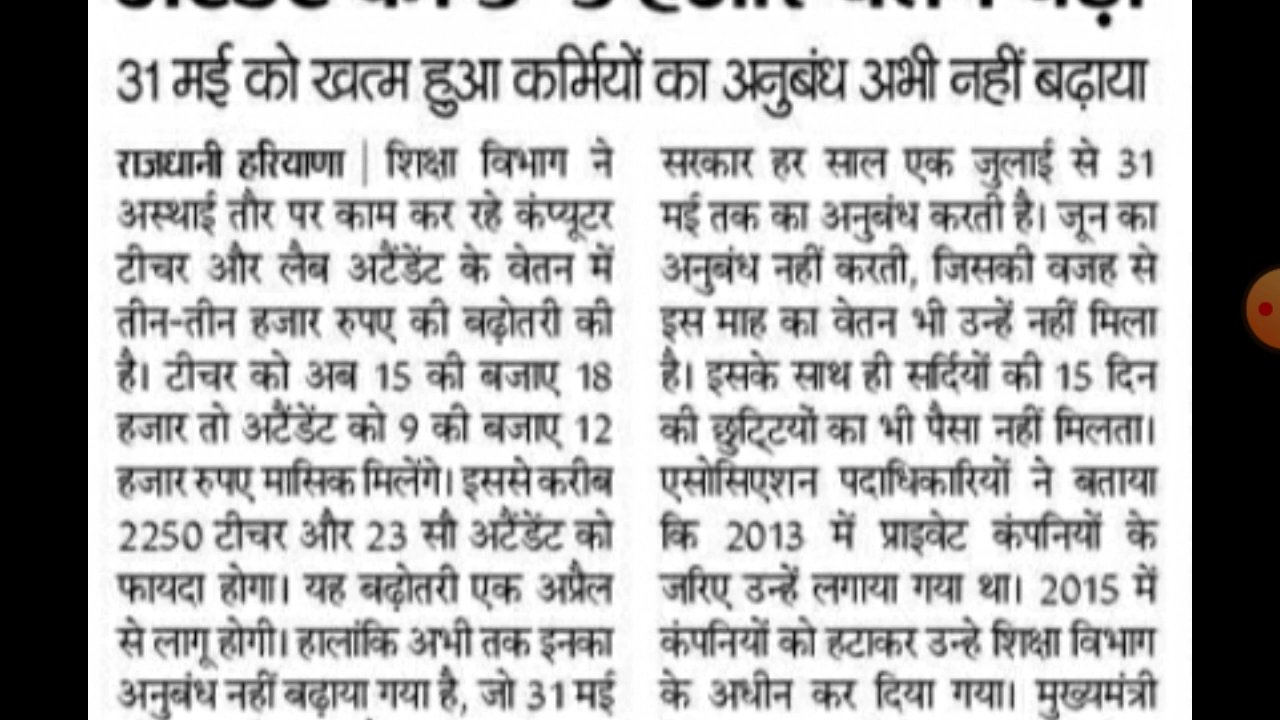 31 मई को खत्म हुआ कर्मियों का अनुबंध अभी नहीं बढ़ाया
राजधानी हरियाणा | शिक्षा विभाग ने
अस्थाई तौर पर काम कर रहे कंप्यूटर
टीचर और लैब अटैंडेंट के वेतन में
तीन-तीन हजार रुपए की बढ़ोतरी की
है। टीचर को अब 15 की बजाए 18
हजार तो अटैंडेंट को 9 की बजाए 12
हजार रुपए मासिक मिलेंगे। इससे करीब
2250 टीचर और 23 सौ अटैंडेंट को
फायदा होगा। यह बढ़ोतरी एक अप्रैल
से लागू होगी। हालांकि अभी तक इनका
अनुबंध नहीं बढ़ाया गया है, जो 31 मई
सरकार हर साल एक जुलाई से 31
मई तक का अनुबंध करती है। जून का
अनुबंध नहीं करती, जिसकी वजह से
इस माह का वेतन भी उन्हें नहीं मिला
है। इसके साथ ही सर्दियों की 15 दिन
की छुट्टियों का भी पैसा नहीं मिलता।
एसोसिएशन पदाधिकारियों ने बताया
कि 2013 में प्राइवेट कंपनियों के
जरिए उन्हें लगाया गया था। 2015 में
कंपनियों को हटाकर उन्हे शिक्षा विभाग
के अधीन कर दिया गया। मुख्यमंत्री